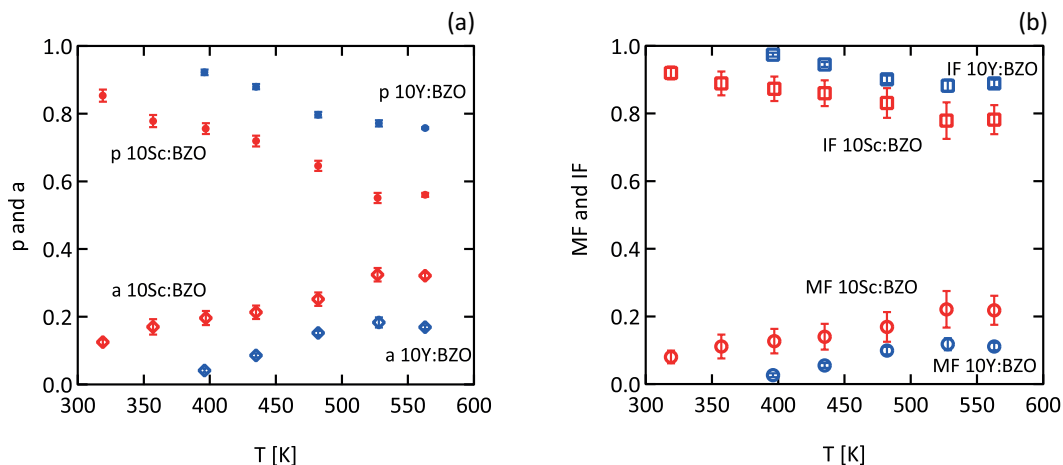 (a)
1.0
0.8
0.6
0.4
0.2
0.0
p and a
p 10Y:BZO
p 10Sc:BZO
a 10Sc:BZO
a 10Y:BZO
300 350 400 450 500 550 600
T [K]
(b)
1.0
0.8
0.6
0.4
0.2
0.0
MF and IF
IF 10Y:BZO
IF 10Sc:BZO
MF 10Sc:BZO
MF 10Y:BZO
300 350 400 450 500 550 600
T [K]